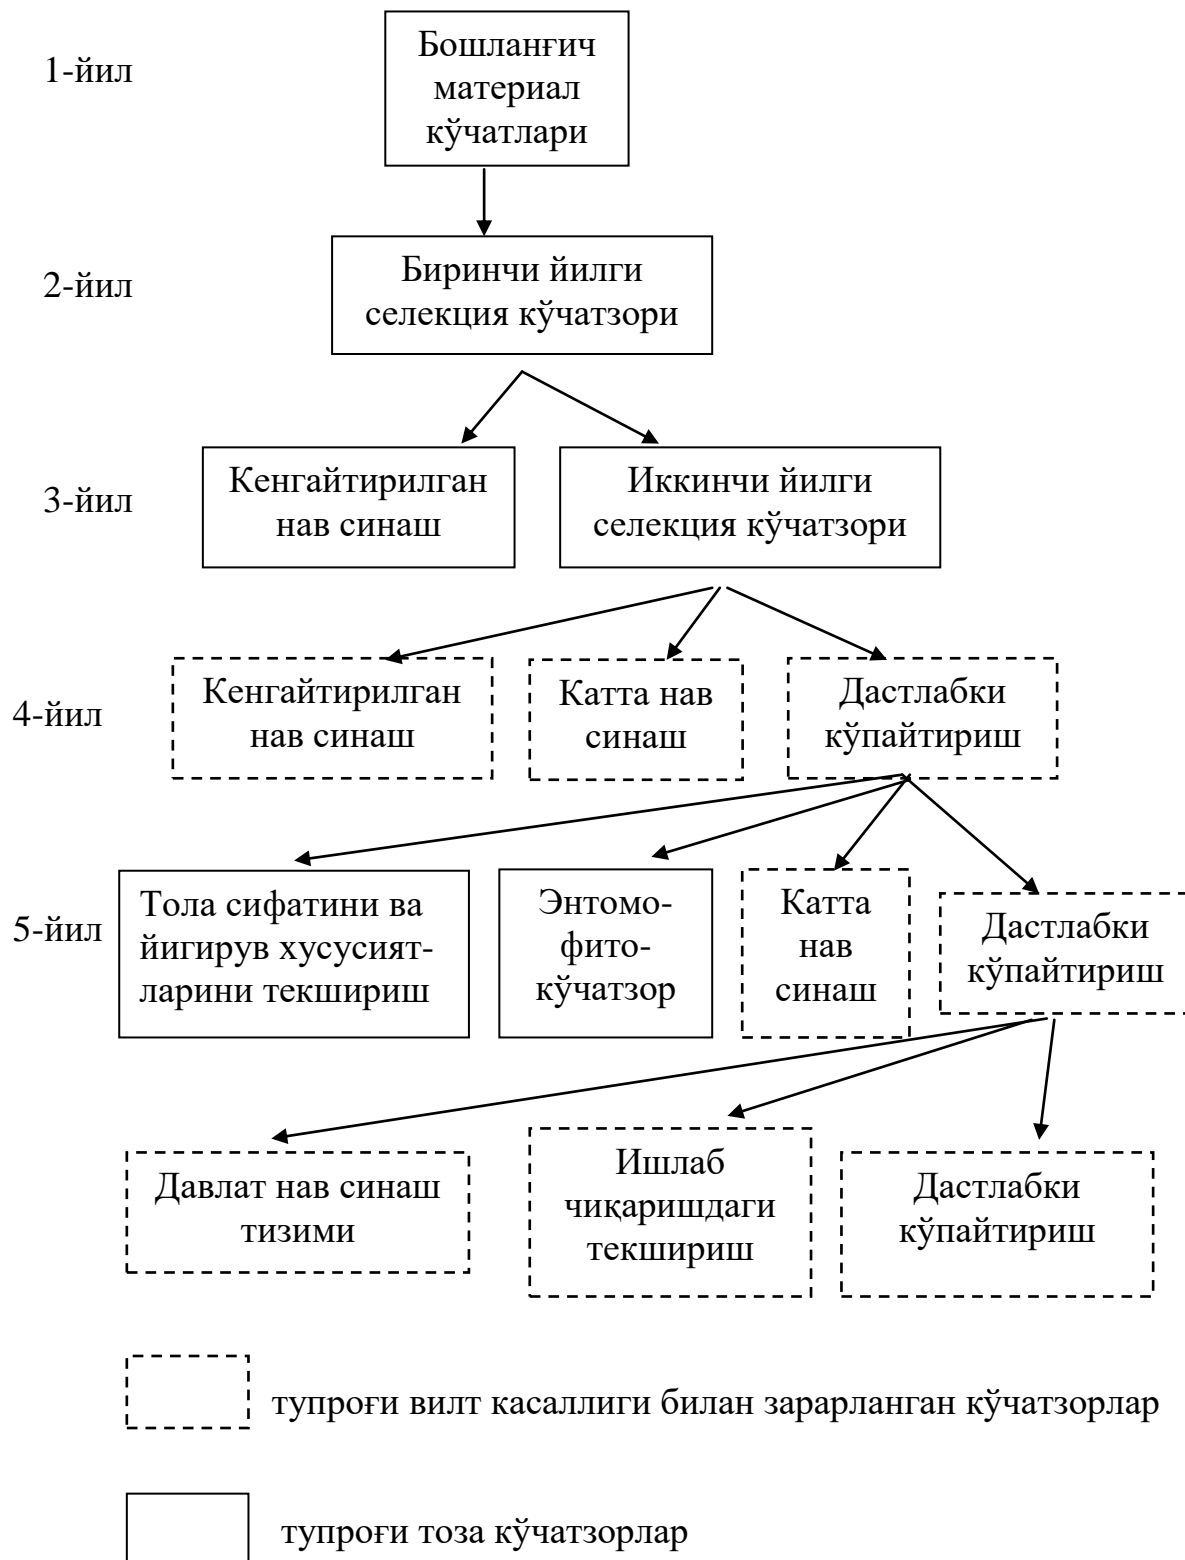 1-йил
Бошланғич
материал
кўчатлари
2-йил
Биринчи йилги
селекция кўчатзори
3-йил
Кенгайтирилган
нав синаш
Иккинчи йилги
селекция кўчатзори
4-йил
Кенгайтирилган
нав синаш
Катта нав
синаш
Дастлабки
кўпайтириш
5-йил
Тола сифатини ва
йигирув хусусият-
ларини текшириш
Энтомо-
фито-
кўчатзор
Катта
нав
синаш
Дастлабки
кўпайтириш
Давлат нав синаш
тизими
Ишлаб
чиқаришдаги
текшириш
Дастлабки
кўпайтириш
тупроғи вилт касаллиги билан зарарланган кўчатзорлар
тупроғи тоза кўчатзорлар